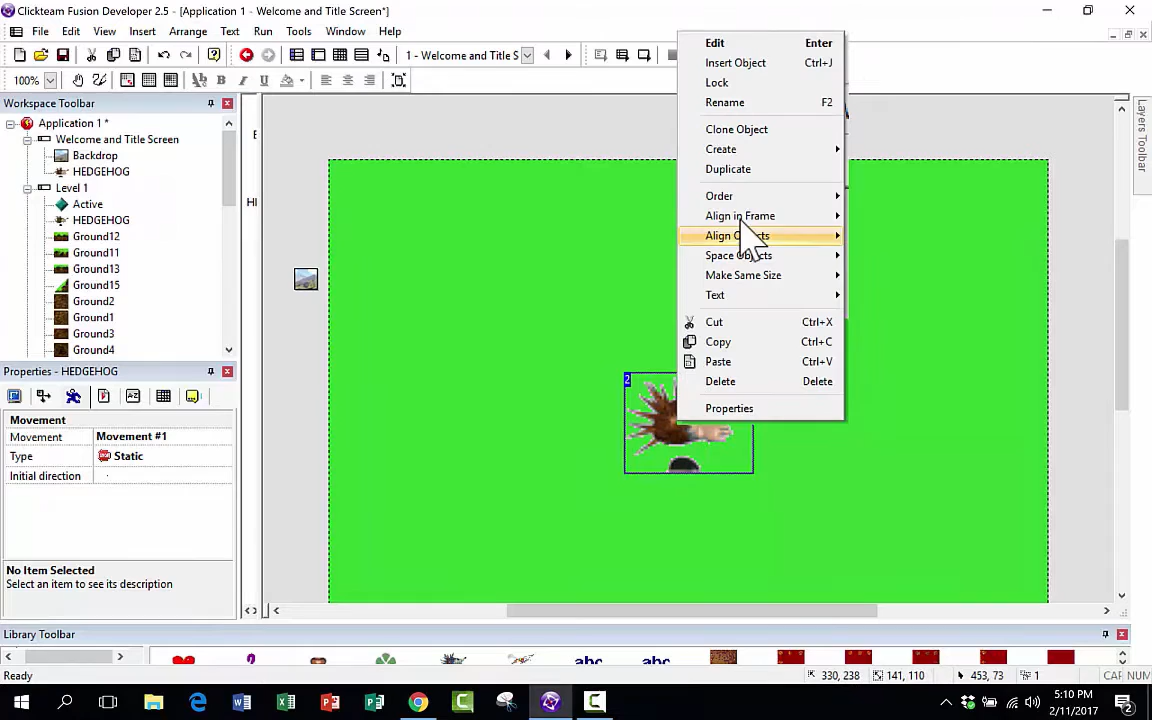 Clickteam Fusion Developer 2.5 - [Application 1 - Welcome and Title Screen*]
File Edit View Insert Arrange Text Run Tools Window Help
1 - Welcome and Title S
100%
B I U
Workspace Toolbar
Application 1 *
Welcome and Title Screen
Backdrop
HEDGEHOG
Level 1
Active
HEDGEHOG
Ground12
Ground11
Ground13
Ground15
Ground2
Ground1
Ground3
Ground4
Properties - HEDGEHOG
Movement
Movement Movement #1
Type Static
Initial direction
No Item Selected
Select an item to see its description
E
HI
2
Edit Enter
Insert Object Ctrl+J
Lock
Rename F2
Clone Object
Create
Duplicate
Order
Align in Frame
Align Objects
Space Objects
Make Same Size
Text
Cut Ctrl+X
Copy Ctrl+C
Paste Ctrl+V
Delete Delete
Properties
Layers Toolbar
Library Toolbar
abc abc
Ready
330, 238 141, 110 453, 73 1 CAP NUM
5:10 PM
2/11/2017
2